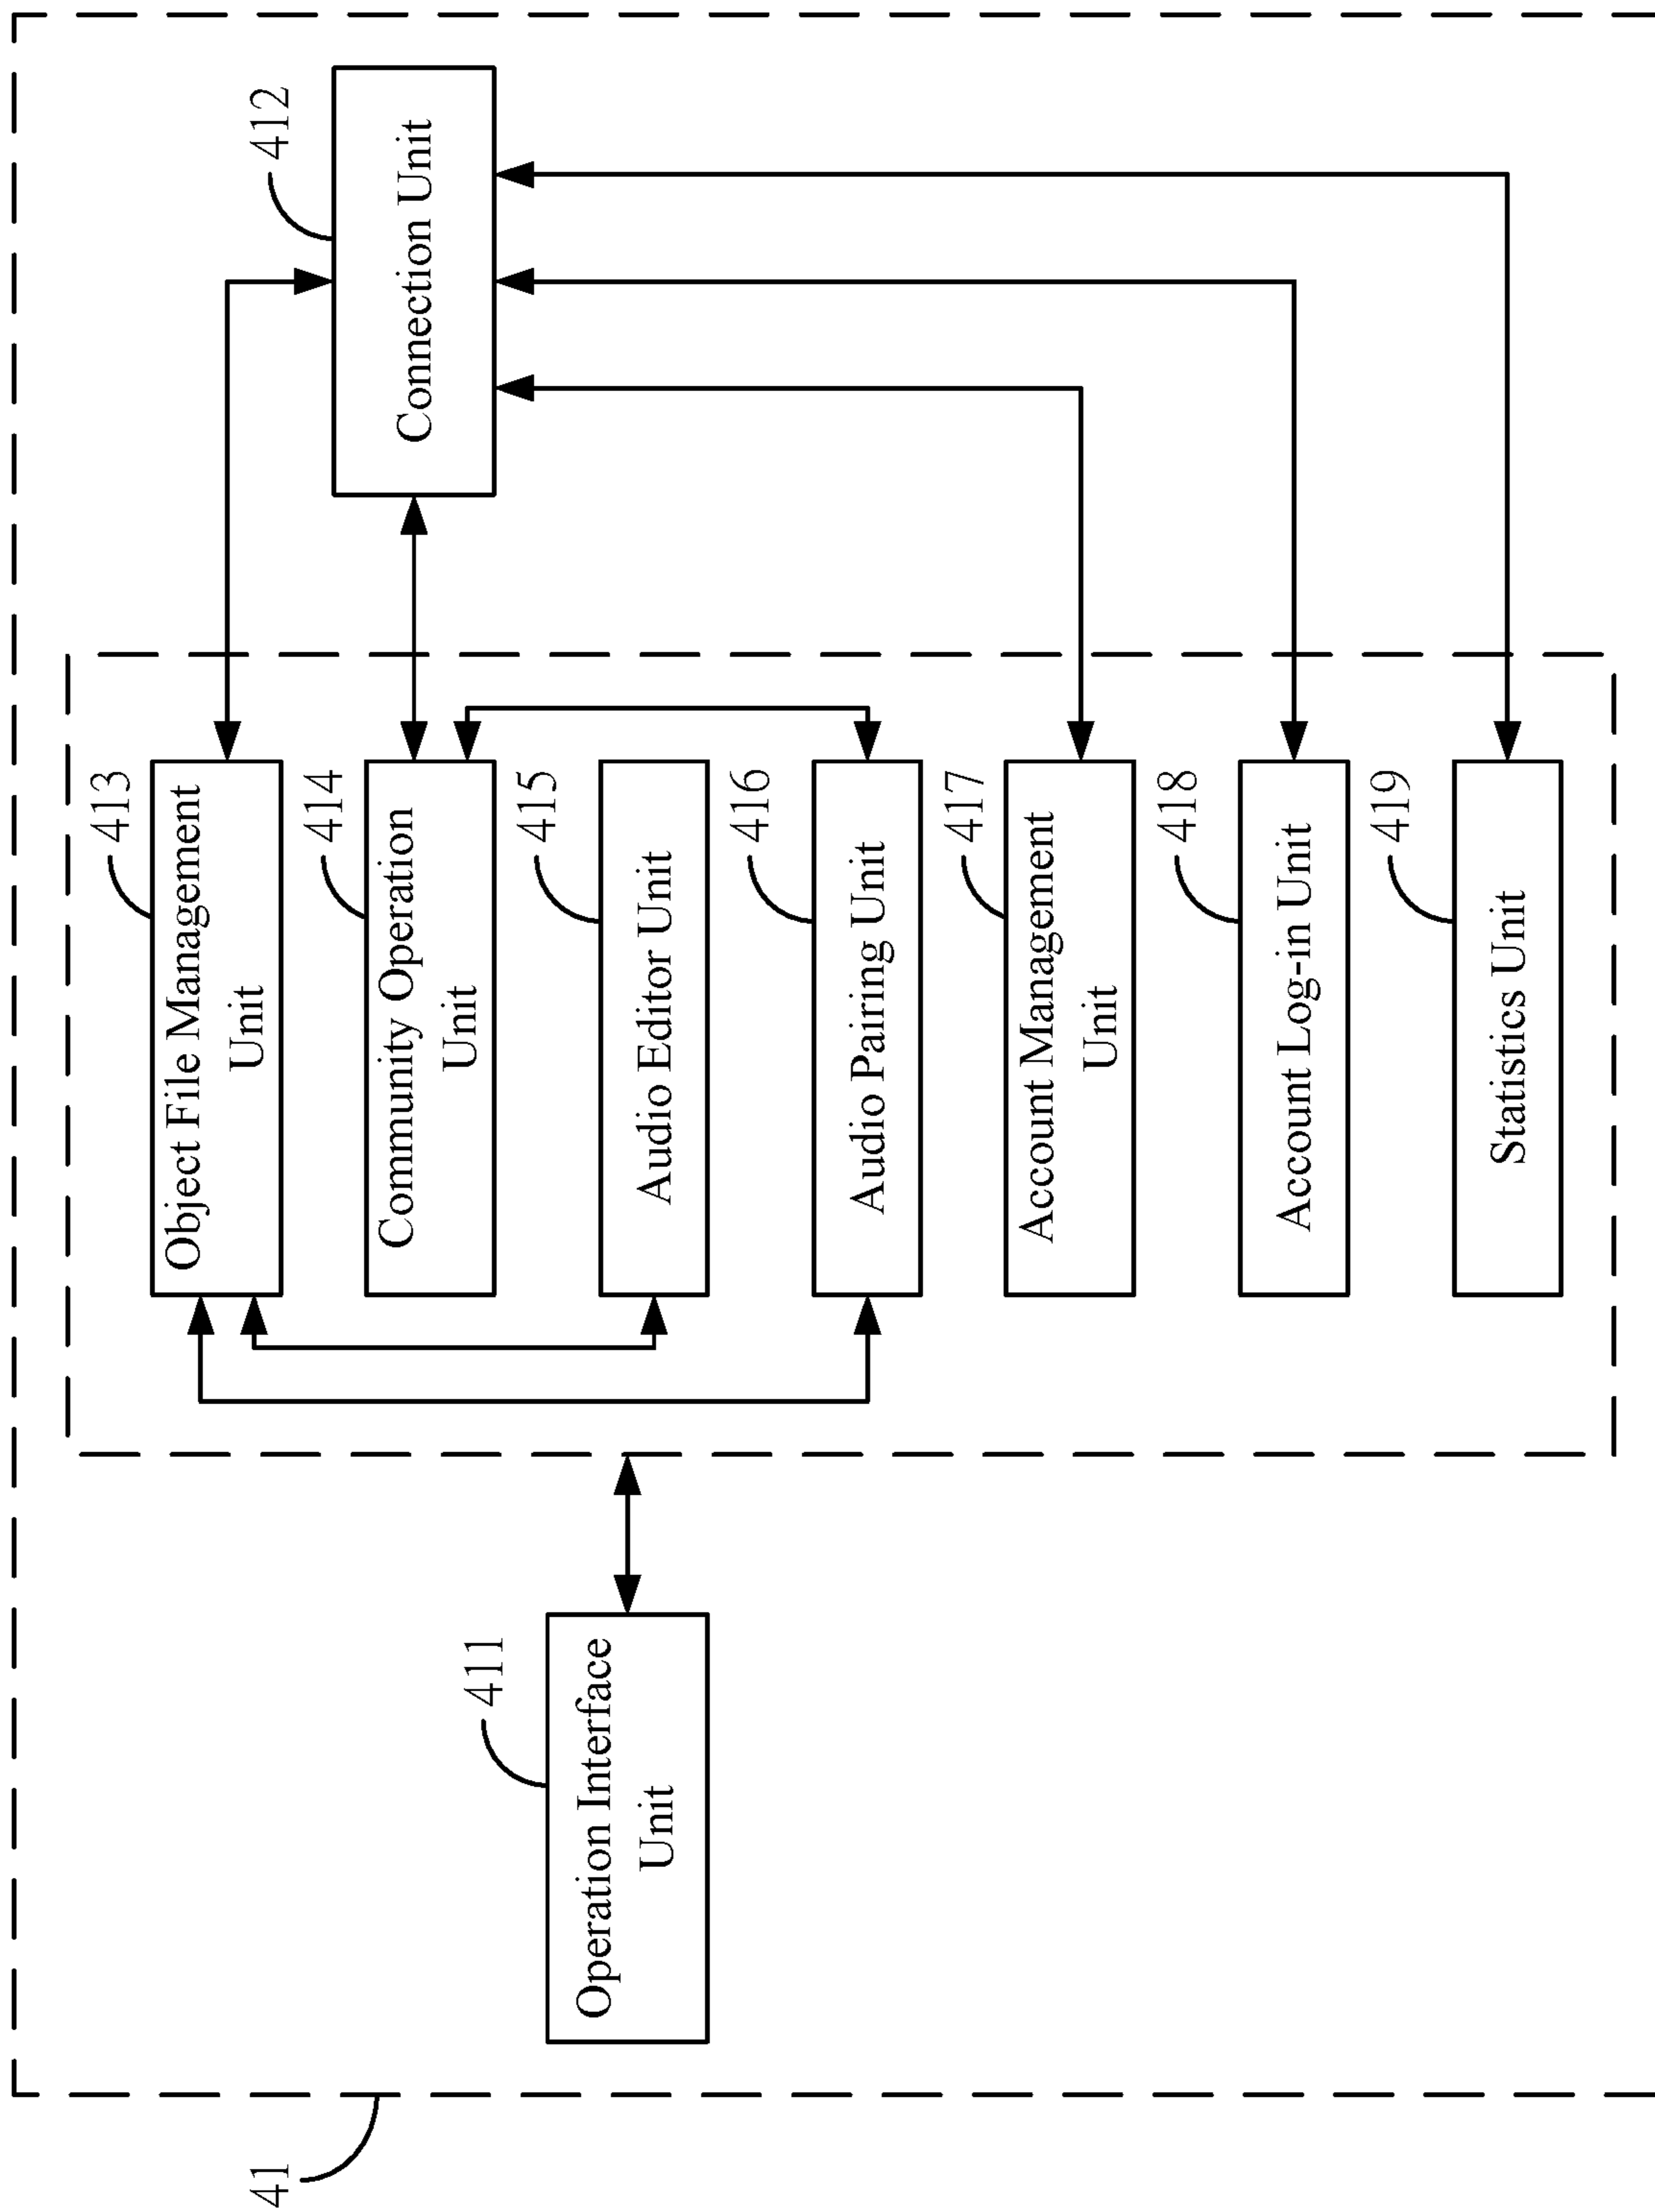 41
411
Operation Interface
Unit
413
Object File Management
Unit
414
Community Operation
Unit
415
Audio Editor Unit
416
Audio Pairing Unit
417
Account Management
Unit
418
Account Log-in Unit
419
Statistics Unit
412
Connection Unit